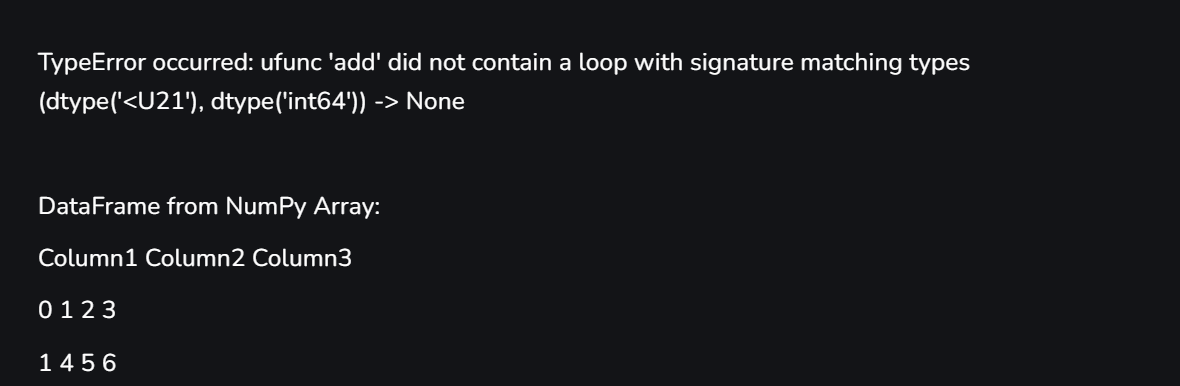 TypeError occurred: ufunc 'add' did not contain a loop with signature matching types
(dtype('<U21'), dtype('int64')) -> None
DataFrame from NumPy Array:
Column1 Column2 Column3
0 1 2 3
1 4 5 6